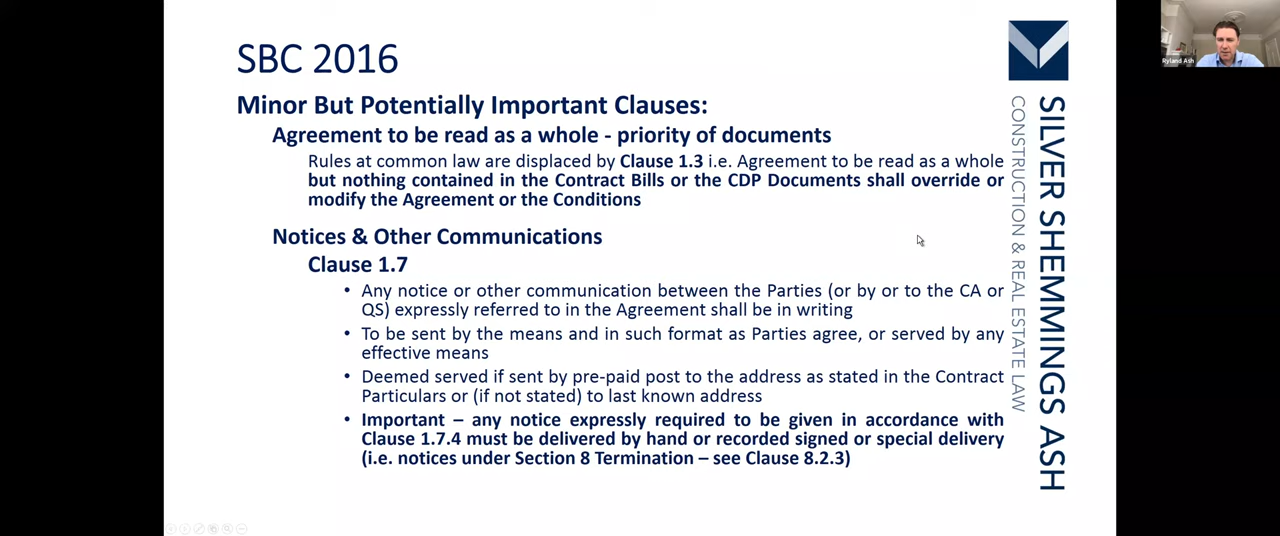 SBC 2016
Minor But Potentially Important Clauses:
Agreement to be read as a whole - priority of documents
Rules at common law are displaced by Clause 1.3 i.e. Agreement to be read as a whole
but nothing contained in the Contract Bills or the CDP Documents shall override or
modify the Agreement or the Conditions
Notices & Other Communications
Clause 1.7
• Any notice or other communication between the Parties (or by or to the CA or
QS) expressly referred to in the Agreement shall be in writing
• To be sent by the means and in such format as Parties agree, or served by any
effective means
• Deemed served if sent by pre-paid post to the address as stated in the Contract
Particulars or (if not stated) to last known address
• Important – any notice expressly required to be given in accordance with
Clause 1.7.4 must be delivered by hand or recorded signed or special delivery
(i.e. notices under Section 8 Termination – see Clause 8.2.3)
SILVER SHEMMINGS ASH
CONSTRUCTION & REAL ESTATE LAW
Ryland Ash